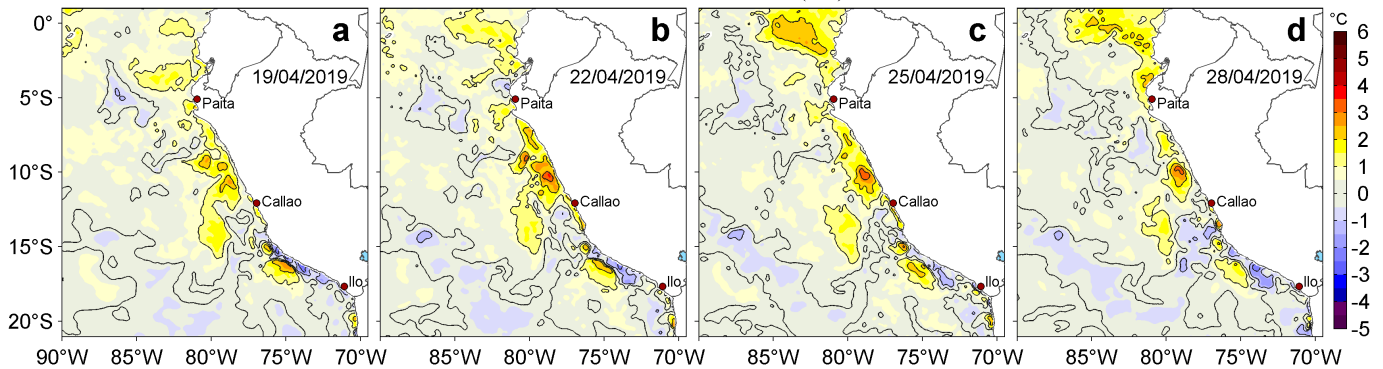 a
b
c
d
°C
19/04/2019
22/04/2019
25/04/2019
28/04/2019
Paita
Paita
Paita
Paita
Callao
Callao
Callao
Callao
Ilo
Ilo
Ilo
Ilo
0°
5°S
10°S
15°S
20°S
90°W 85°W 80°W 75°W 70°W
85°W 80°W 75°W 70°W
85°W 80°W 75°W 70°W
85°W 80°W 75°W 70°W
6
5
4
3
2
1
0
-1
-2
-3
-4
-5